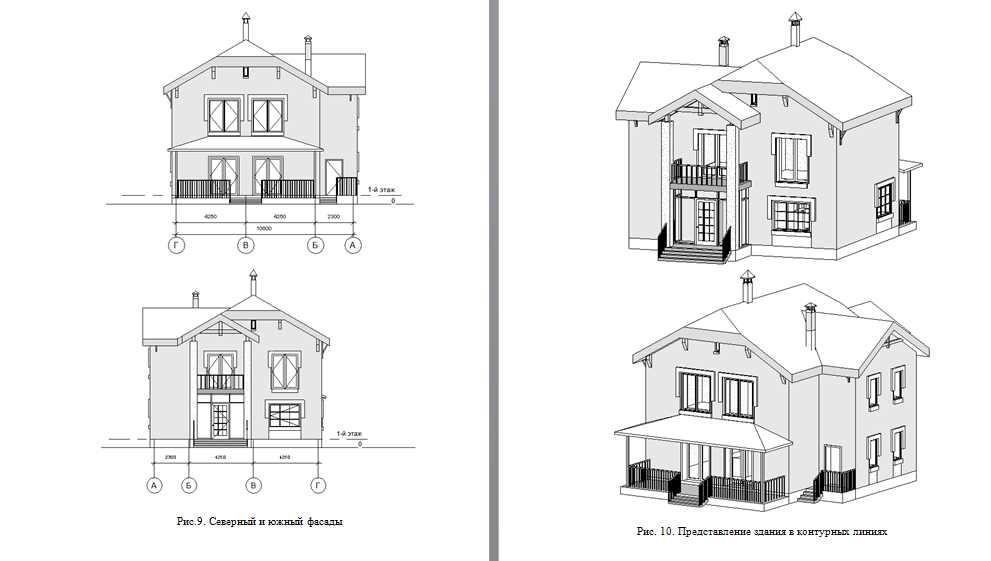 1-й этаж
0
4250 4250 2300
10800
Г В Б А
1-й этаж
0
2300 4250 4250
А Б В Г
Рис.9. Северный и южный фасады
Рис. 10. Представление здания в контурных линиях